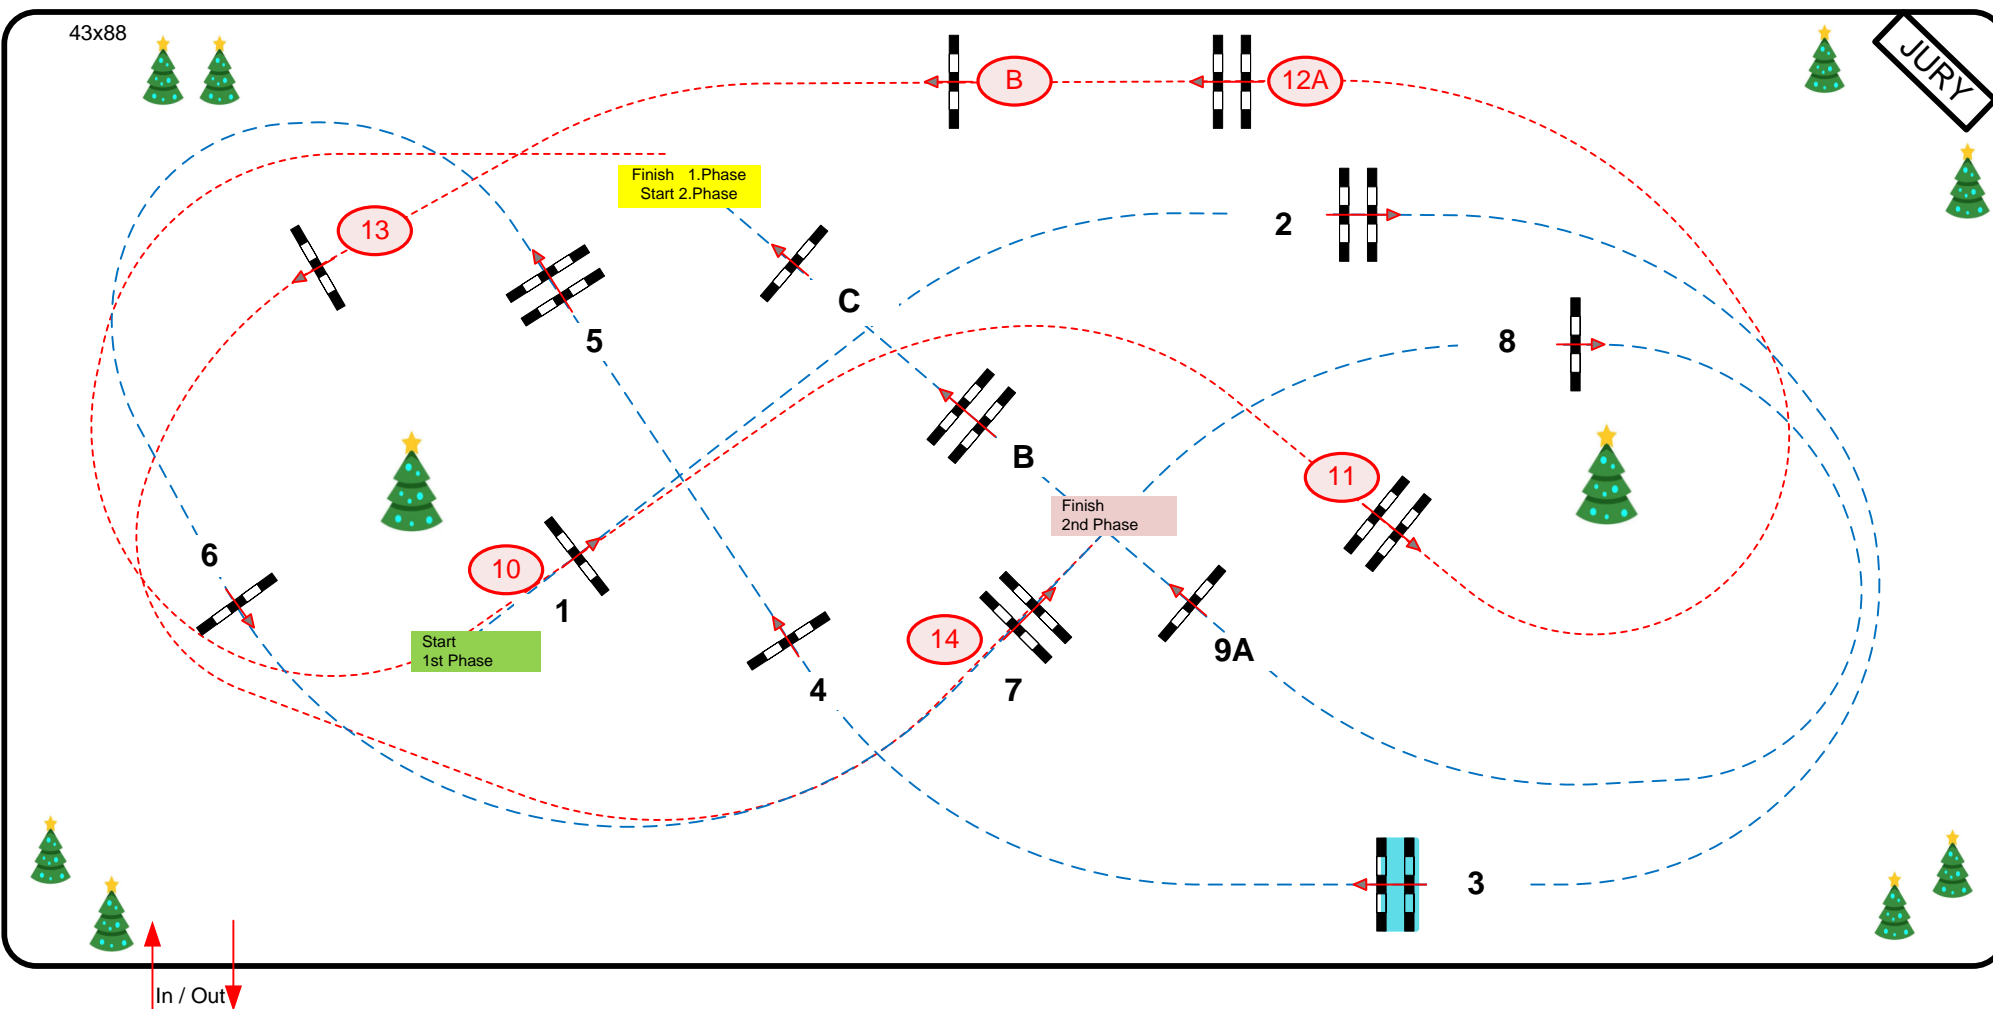 43x88
JURY
B
12A
Finish   1.Phase
Start 2.Phase
13
2
C
5
8
B
11
Finish
2nd Phase
6
10
1
Start
1st Phase
14
9A
7
4
3
In / Out